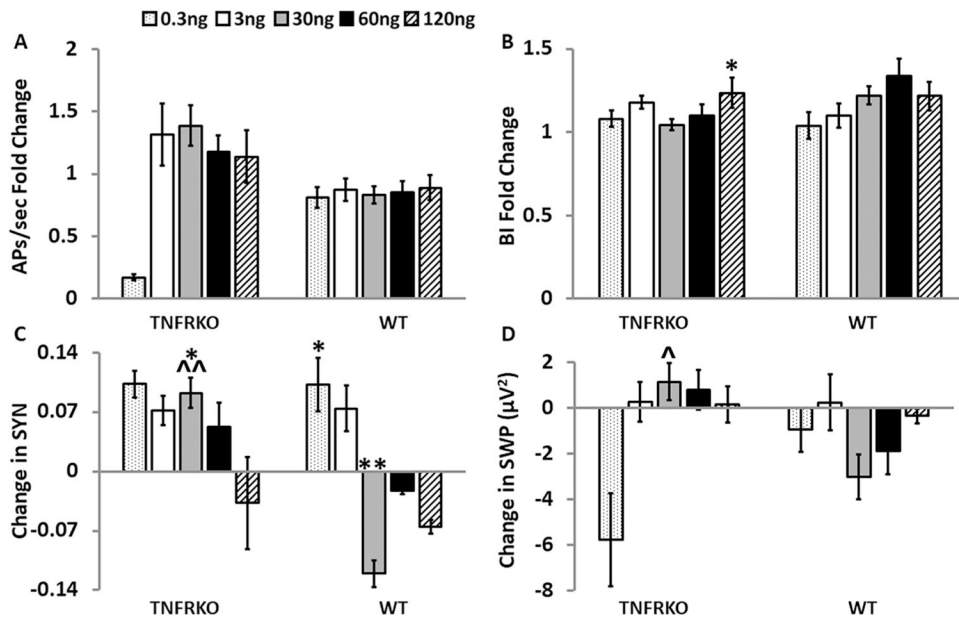 0.3ng 3ng 30ng 60ng 120ng
A
APs/sec Fold Change
2
1.5
1
0.5
0
TNFRKO WT
B
BI Fold Change
1.5
*
1
0.5
0
TNFRKO WT
C
Change in SYN
0.14
*
*
^^
0.07
0
**
-0.07
-0.14
TNFRKO WT
D
Change in SWP (µV²)
^
2
0
-2
-4
-6
-8
TNFRKO WT